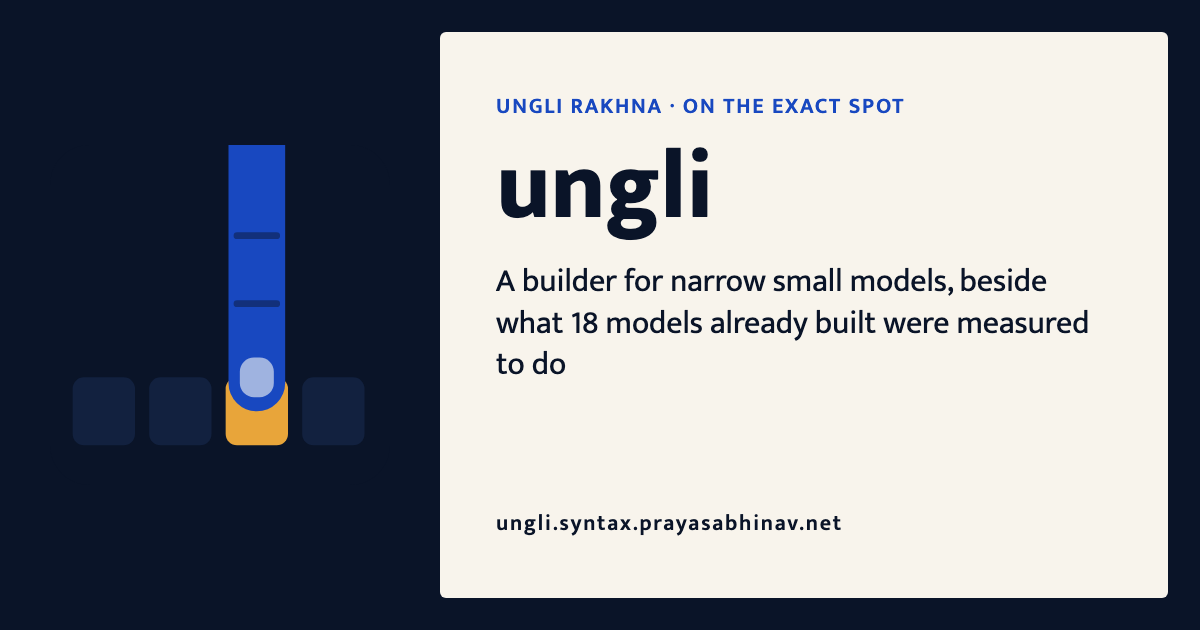 UNGLI RAKHNA · ON THE EXACT SPOT
ungli
A builder for narrow small models, beside
what 18 models already built were measured
to do
ungli.syntax.prayasabhinav.net